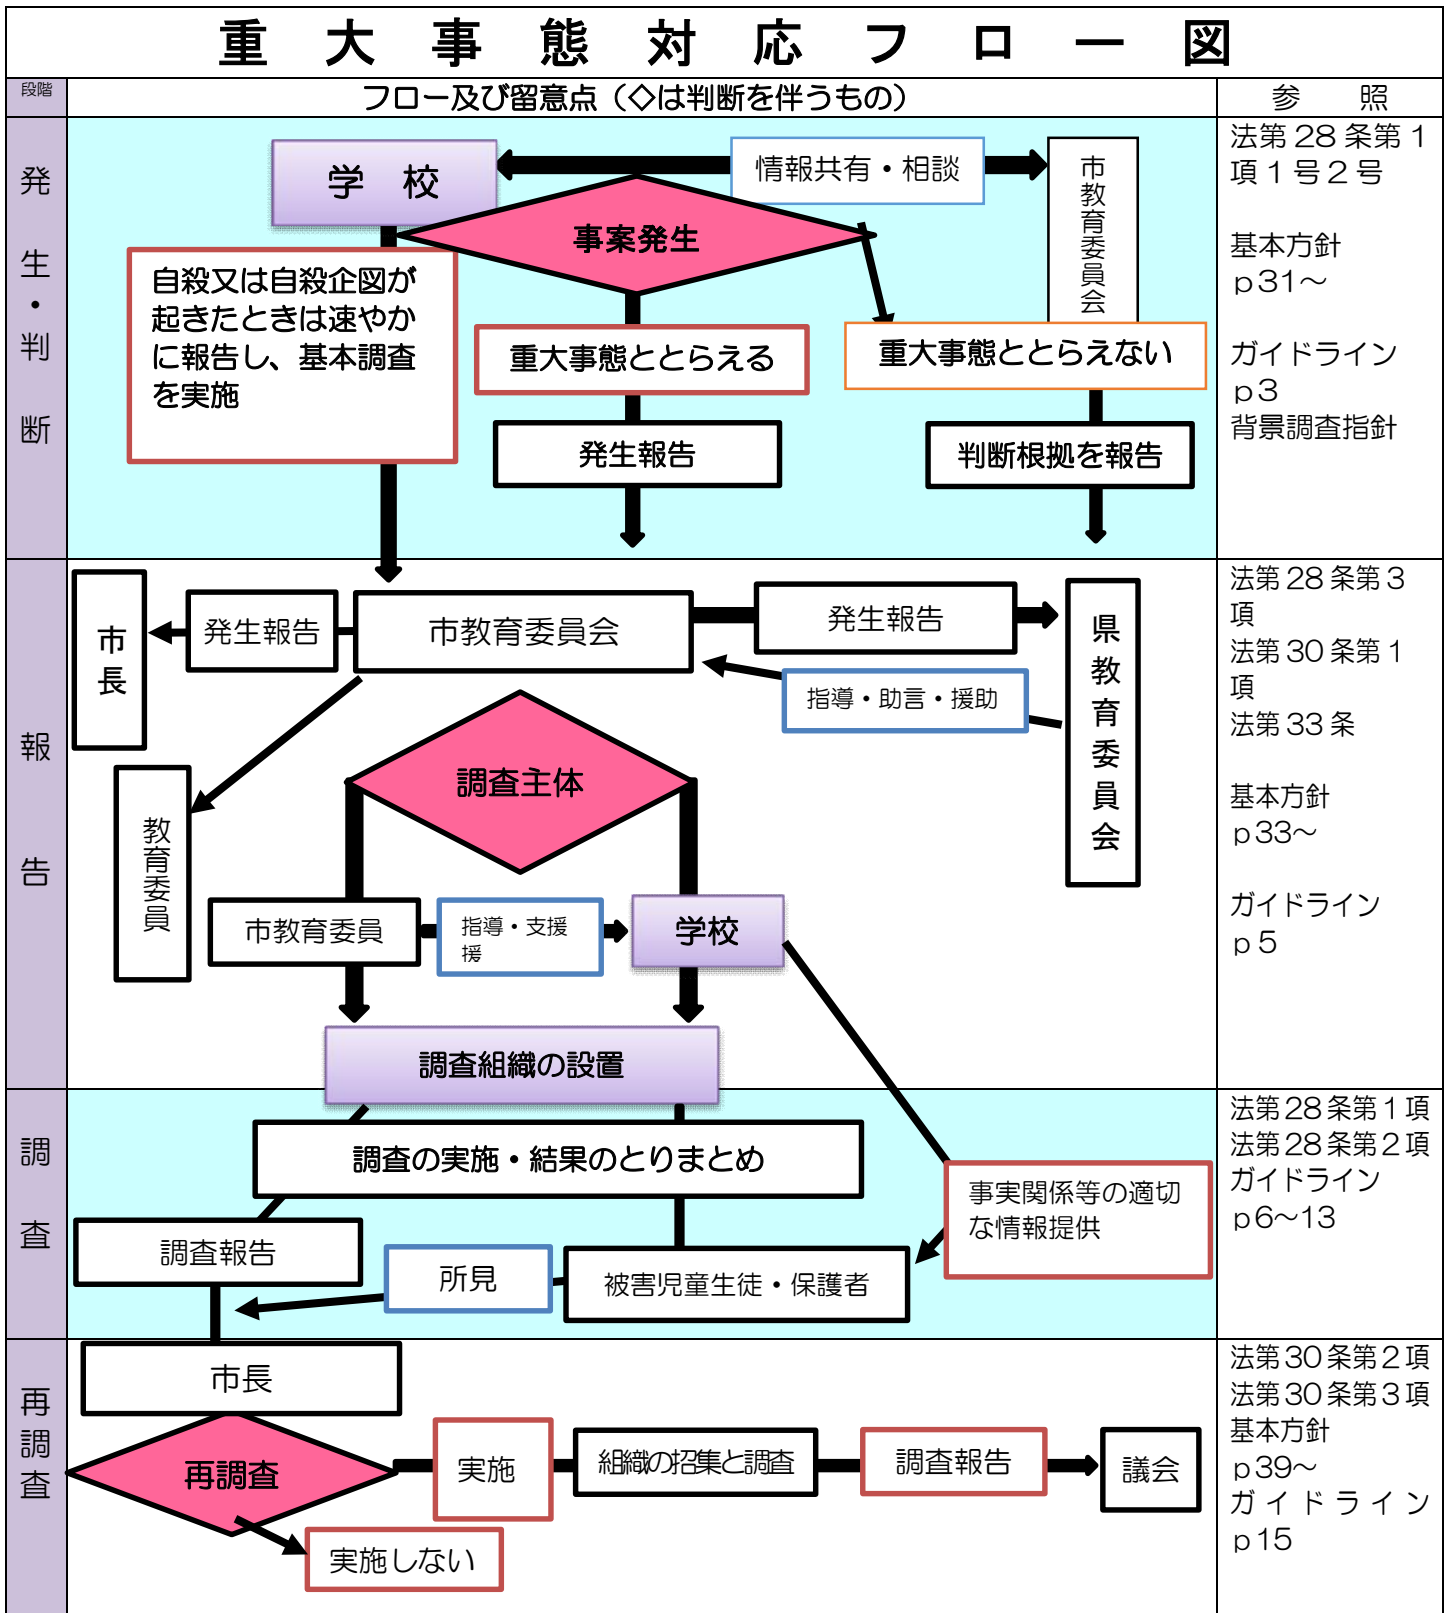 重大事態対応フロー図
段階
フロー及び留意点（◇は判断を伴うもの）
参　照
発生・判断
学　校
情報共有・相談
市教育委員会
事案発生
自殺又は自殺企図が
起きたときは速やか
に報告し、基本調査
を実施
重大事態ととらえる
重大事態ととらえない
発生報告
判断根拠を報告
法第28条第1
項1号2号
基本方針
p31～
ガイドライン
p3
背景調査指針
報告
市長
発生報告
市教育委員会
発生報告
県教育委員会
指導・助言・援助
調査主体
教育委員
市教育委員
指導・支援
援
学校
調査組織の設置
法第28条第3
項
法第30条第1
項
法第33条
基本方針
p33～
ガイドライン
p5
調査
調査の実施・結果のとりまとめ
事実関係等の適切
な情報提供
調査報告
所見
被害児童生徒・保護者
法第28条第1項
法第28条第2項
ガイドライン
p6～13
再調査
市長
再調査
実施
組織の招集と調査
調査報告
議会
実施しない
法第30条第2項
法第30条第3項
基本方針
p39～
ガイドライン
p15